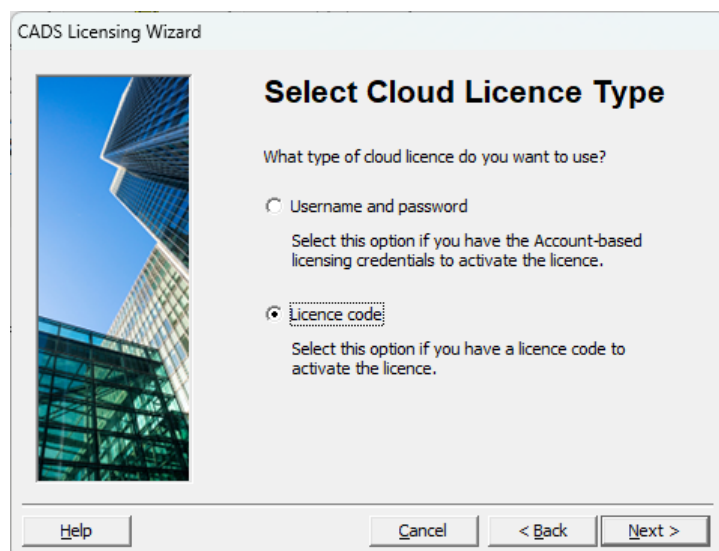 CADS Licensing Wizard
Select Cloud Licence Type
What type of cloud licence do you want to use?
Username and password
Select this option if you have the Account-based
licensing credentials to activate the licence.
Licence code
Select this option if you have a licence code to
activate the licence.
Help
Cancel
< Back
Next >